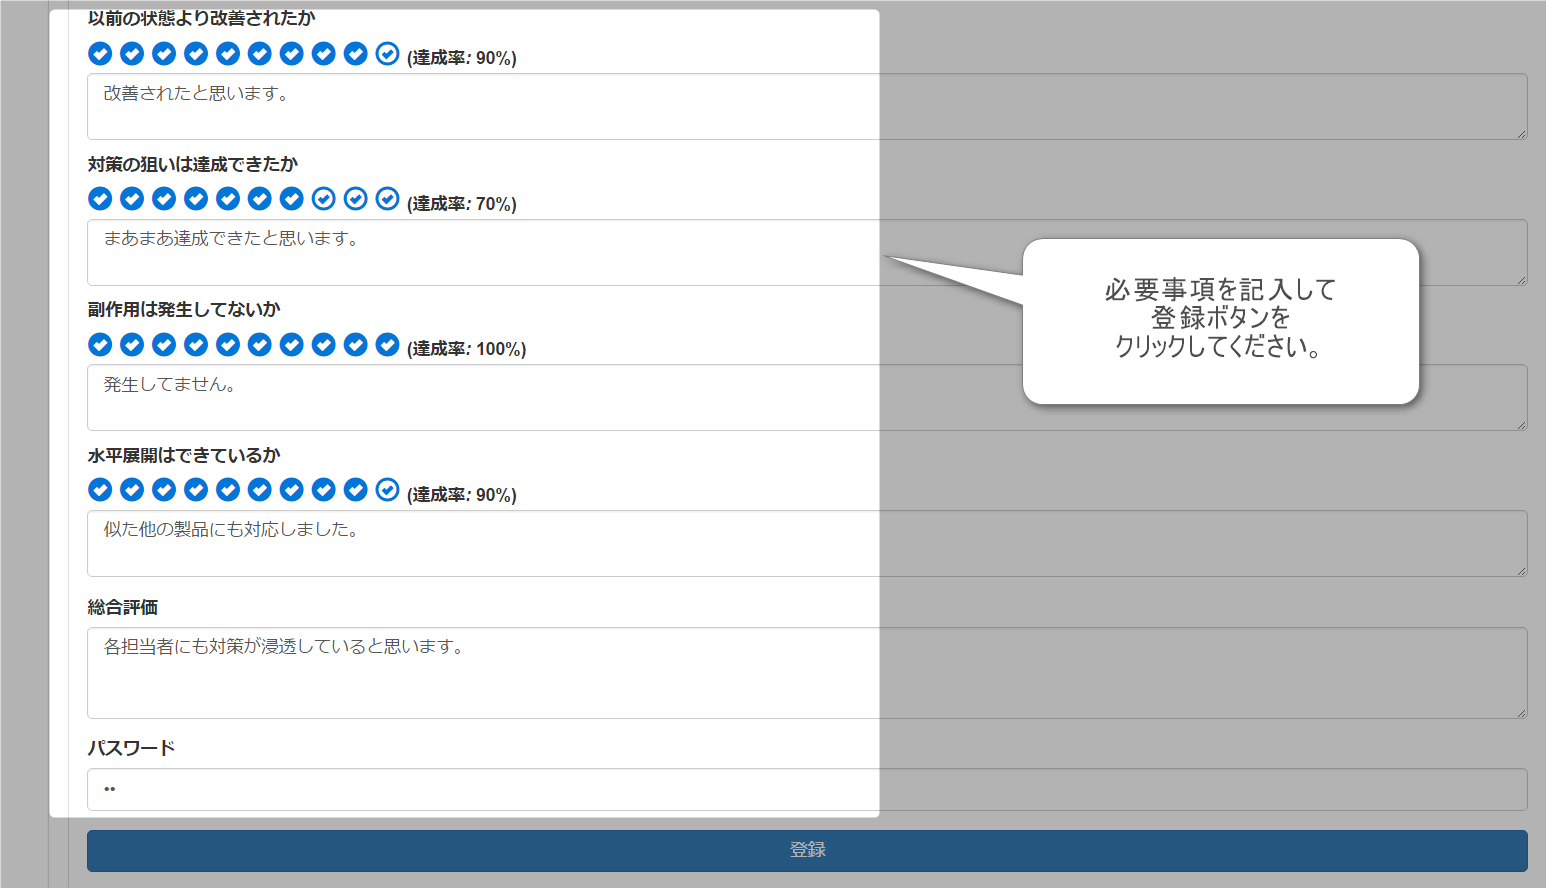 以前の状態より改善されたか
(達成率: 90%)
改善されたと思います。
対策の狙いは達成できたか
(達成率: 70%)
まあまあ達成できたと思います。
必要事項を記入して
登録ボタンを
クリックしてください。
副作用は発生してないか
(達成率: 100%)
発生してません。
水平展開はできているか
(達成率: 90%)
似た他の製品にも対応しました。
総合評価
各担当者にも対策が浸透していると思います。
パスワード
••
登録